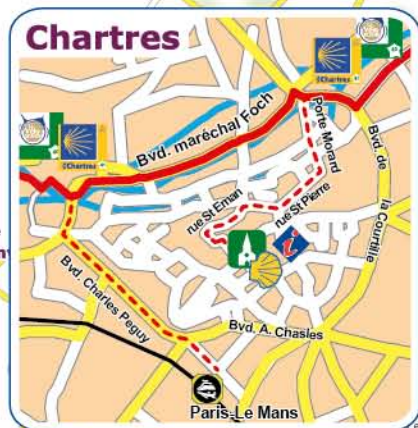 Chartres
Chartres
Chartres
Bvd. maréchal Foch
Porte Morard
Bvd. de
la Courtille
rue St Eman
rue St Pierre
i
Bvd. Charles Peguy
Bvd. A. Chasles
Paris-Le Mans